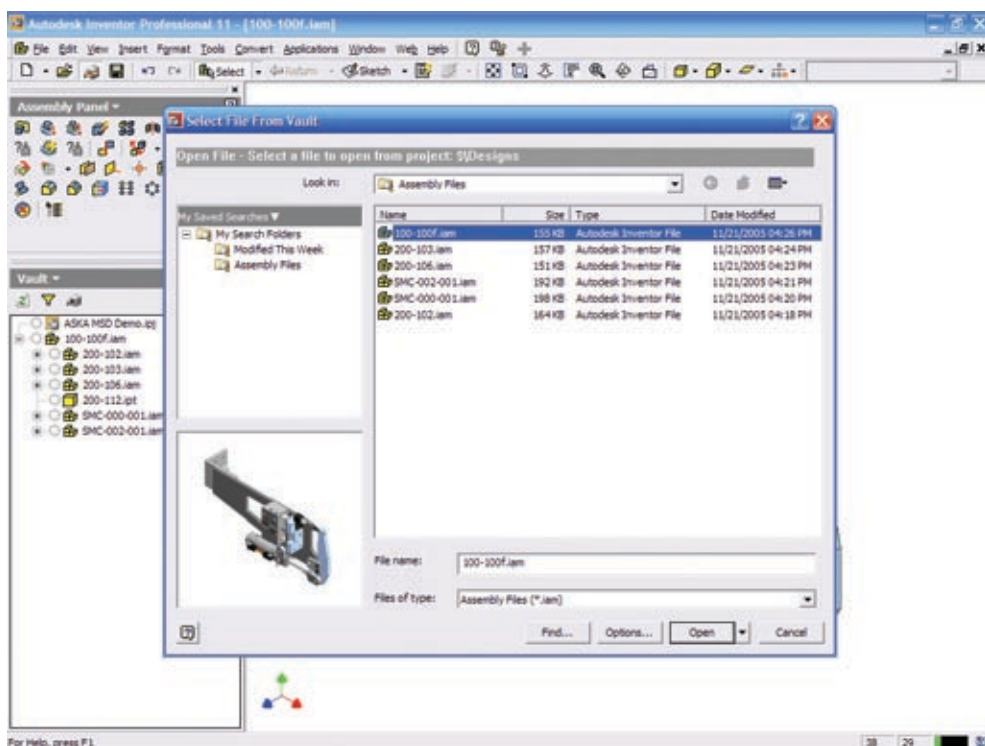 Autodesk Inventor Professional 11 - [100-100f.iam]
File Edit View Insert Format Tools Convert Applications Window Web Help
Select Return Sketch
Assembly Panel
Select File From Vault
Open File - Select a file to open from project: $\Designs
Look in: Assembly Files
My Saved Searches
My Search Folders
Modified This Week
Assembly Files
Name Size Type Date Modified
100-100f.iam 155 KB Autodesk Inventor File 11/21/2005 04:26 PM
200-103.iam 157 KB Autodesk Inventor File 11/21/2005 04:24 PM
200-106.iam 151 KB Autodesk Inventor File 11/21/2005 04:23 PM
SMC-002-001.iam 192 KB Autodesk Inventor File 11/21/2005 04:21 PM
SMC-000-001.iam 198 KB Autodesk Inventor File 11/21/2005 04:20 PM
200-102.iam 164 KB Autodesk Inventor File 11/21/2005 04:18 PM
Vault
ASKA MSD Demo.ipj
100-100f.iam
200-102.iam
200-103.iam
200-106.iam
200-112.ipt
SMC-000-001.iam
SMC-002-001.iam
File name: 100-100f.iam
Files of type: Assembly Files (*.iam)
Find... Options... Open Cancel
For Help, press F1
38 29